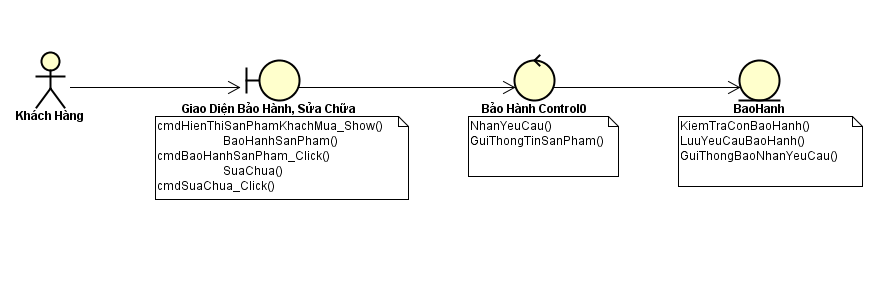 Khách Hàng
Giao Diện Bảo Hành, Sửa Chữa
cmdHienThiSanPhamKhachMua_Show()
BaoHanhSanPham()
cmdBaoHanhSanPham_Click()
SuaChua()
cmdSuaChua_Click()
Bảo Hành Control0
NhanYeuCau()
GuiThongTinSanPham()
BaoHanh
KiemTraConBaoHanh()
LuuYeuCauBaoHanh()
GuiThongBaoNhanYeuCau()